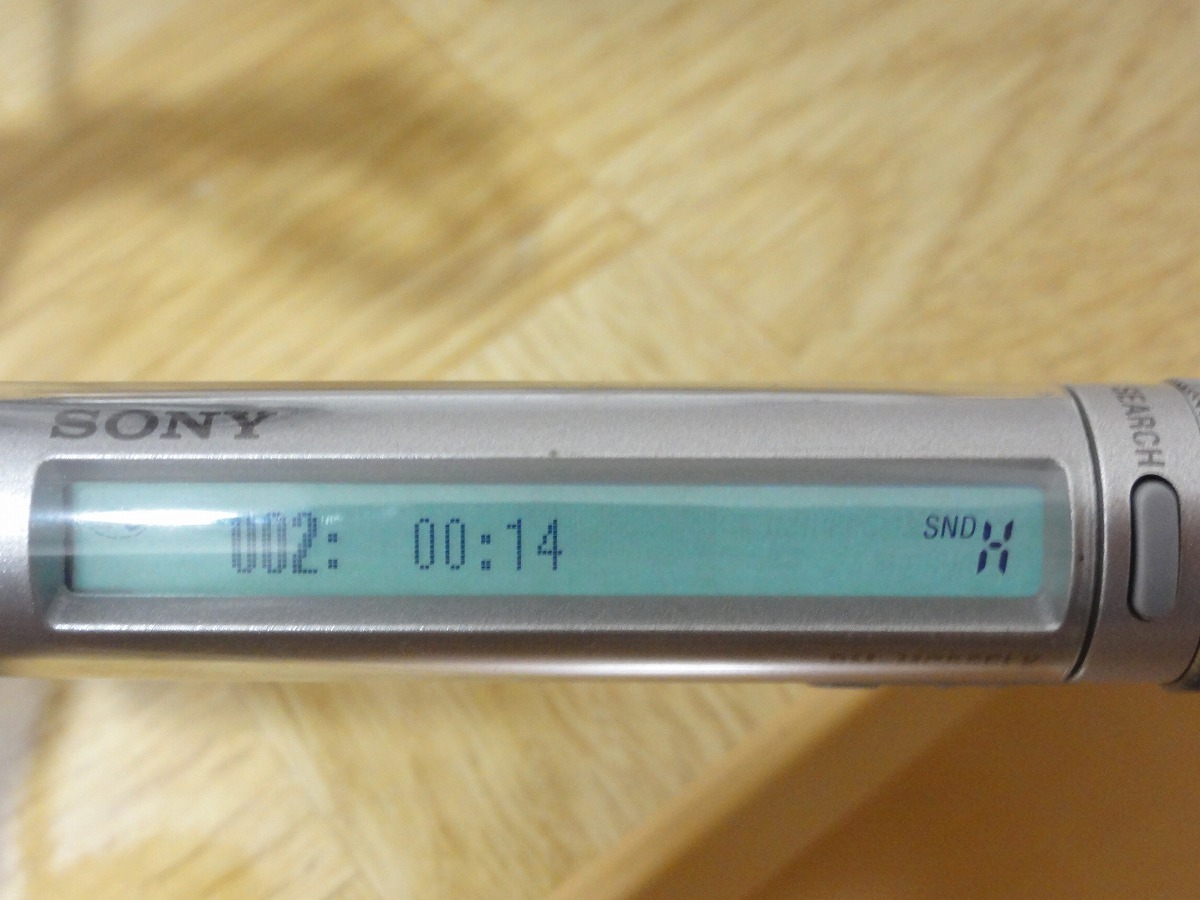 SONY
SEARCH
002: 00:14
SND